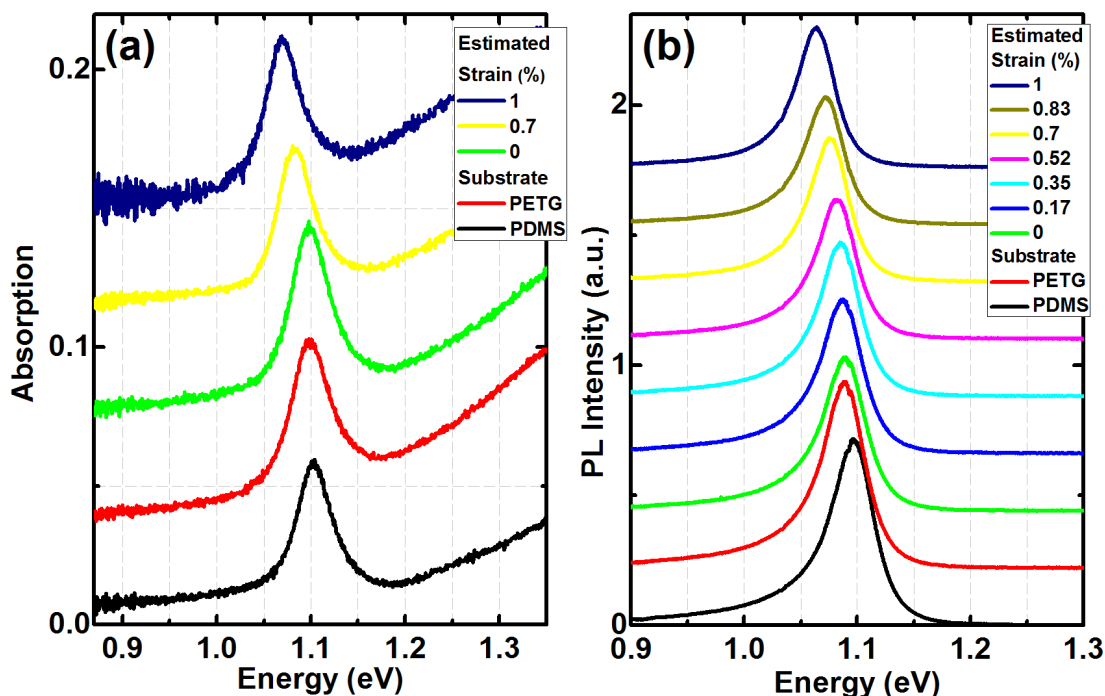 (a)
Estimated
Strain (%)
1
0.7
0
Substrate
PETG
PDMS
0.2
0.1
0.0
Absorption
0.9
1.0
1.1
1.2
1.3
Energy (eV)
(b)
Estimated
Strain (%)
1
0.83
0.7
0.52
0.35
0.17
0
Substrate
PETG
PDMS
2
1
0
PL Intensity (a.u.)
0.9
1.0
1.1
1.2
1.3
Energy (eV)